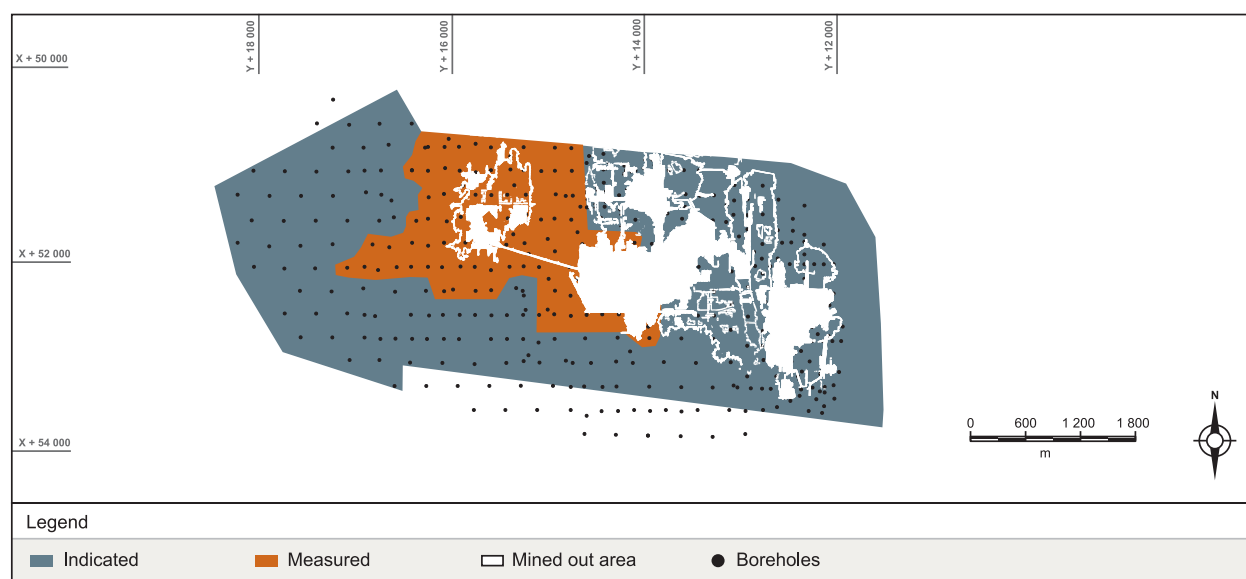 Y + 18 000
Y + 16 000
Y + 14 000
Y + 12 000
X + 50 000
X + 52 000
X + 54 000
0 600 1 200 1 800
m
N
Legend
Indicated Measured Mined out area Boreholes